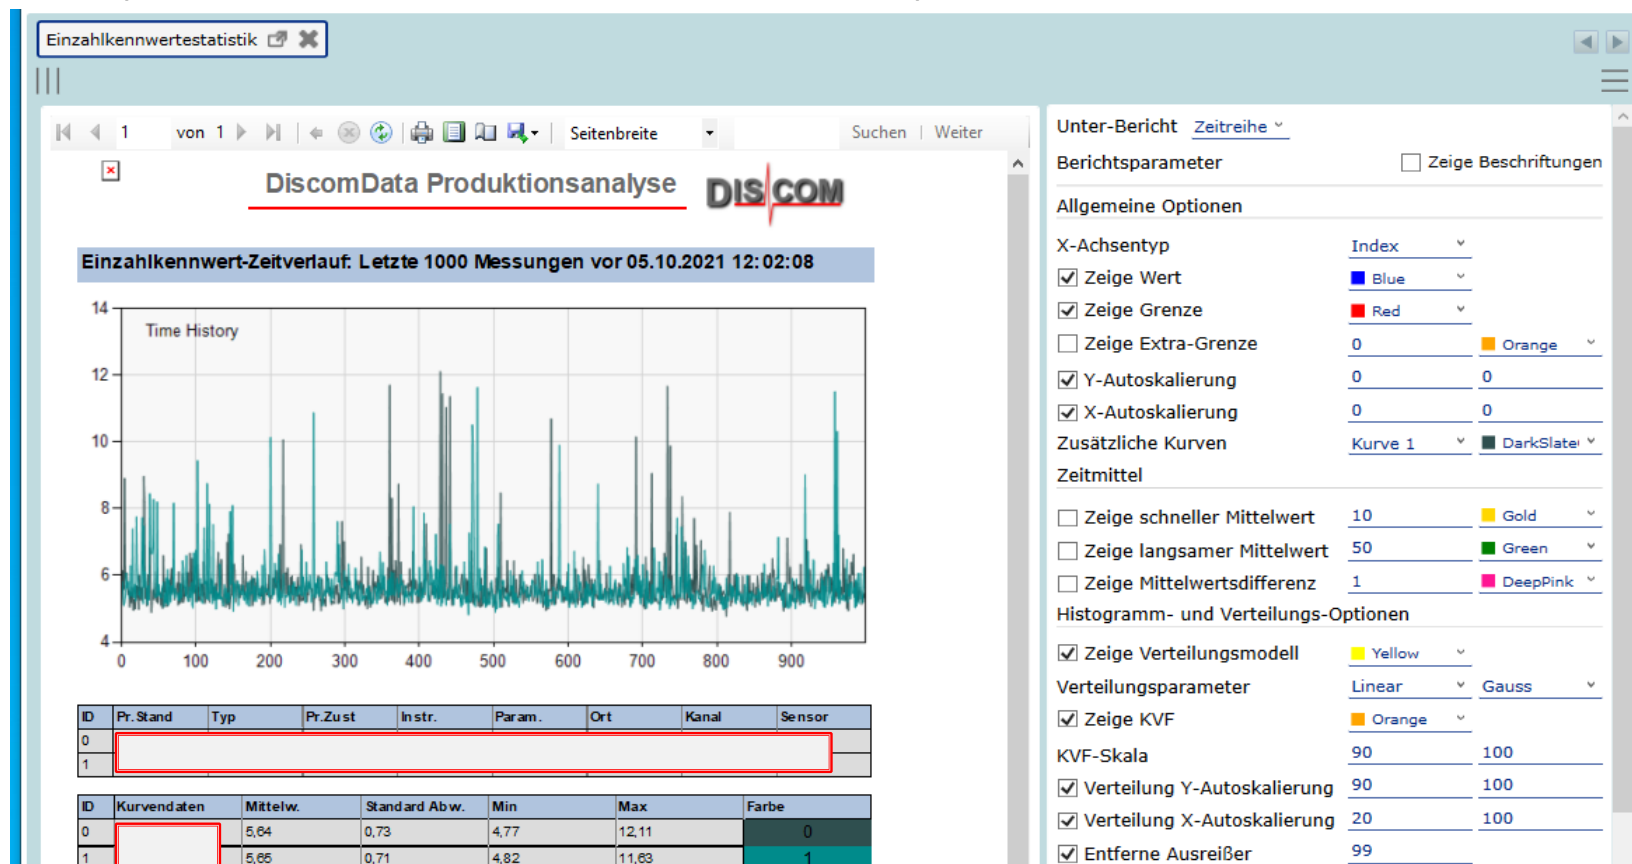 Einzahlkennwertestatistik
1 von 1 Seitenbreite Suchen | Weiter
DiscomData Produktionsanalyse DISCOM
Einzahlkennwert-Zeitverlauf: Letzte 1000 Messungen vor 05.10.2021 12:02:08
Time History
14
12
10
8
6
4
0 100 200 300 400 500 600 700 800 900
ID Pr.Stand Typ Pr.Zust Instr. Param. Ort Kanal Sensor
0
1
ID Kurvendaten Mittelw. Standard Abw. Min Max Farbe
0 5,64 0,73 4,77 12,11 0
1 5,65 0,71 4,82 11,63 1
Unter-Bericht Zeitreihe
Berichtsparameter Zeige Beschriftungen
Allgemeine Optionen
X-Achsentyp Index
Zeige Wert Blue
Zeige Grenze Red
Zeige Extra-Grenze 0 Orange
Y-Autoskalierung 0 0
X-Autoskalierung 0 0
Zusätzliche Kurven Kurve 1 DarkSlate
Zeitmittel
Zeige schneller Mittelwert 10 Gold
Zeige langsamer Mittelwert 50 Green
Zeige Mittelwertsdifferenz 1 DeepPink
Histogramm- und Verteilungs-Optionen
Zeige Verteilungsmodell Yellow
Verteilungsparameter Linear Gauss
Zeige KVF Orange
KVF-Skala 90 100
Verteilung Y-Autoskalierung 90 100
Verteilung X-Autoskalierung 20 100
Entferne Ausreißer 99